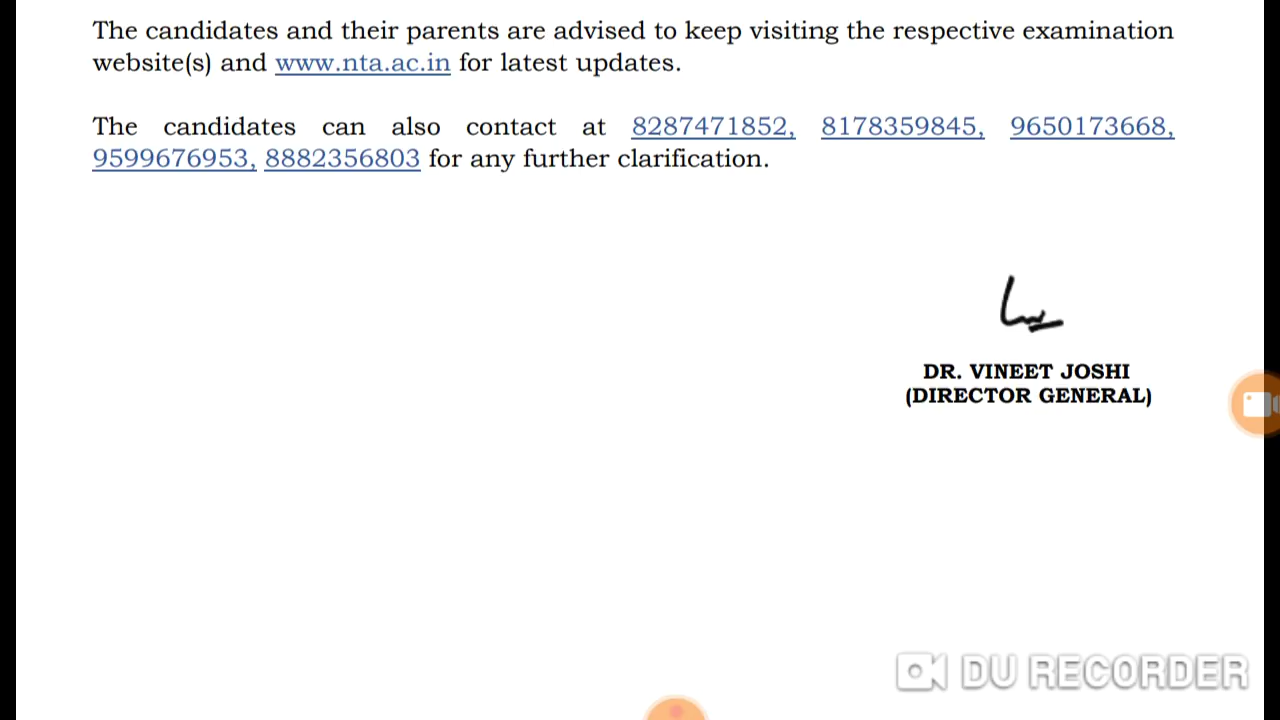 The candidates and their parents are advised to keep visiting the respective examination
website(s) and www.nta.ac.in for latest updates.
The candidates can also contact at 8287471852, 8178359845, 9650173668,
9599676953, 8882356803 for any further clarification.
DR. VINEET JOSHI
(DIRECTOR GENERAL)
DU RECORDER